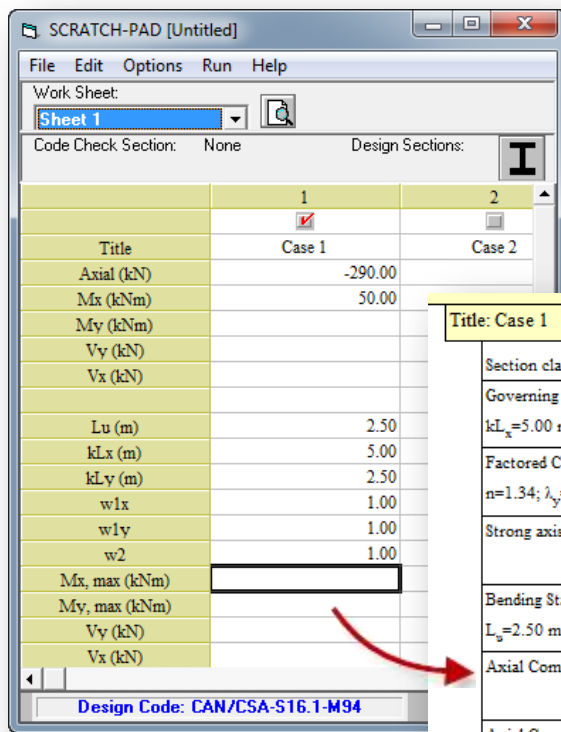 SCRATCH-PAD [Untitled]
File Edit Options Run Help
Work Sheet:
Sheet 1
Code Check Section: None Design Sections:
1 2
Title Case 1 Case 2
Axial (kN) -290.00
Mx (kNm) 50.00
My (kNm)
Vy (kN)
Vx (kN)
Lu (m) 2.50
kLx (m) 5.00
kLy (m) 2.50
w1x 1.00
w1y 1.00
w2 1.00
Mx, max (kNm)
My, max (kNm)
Vy (kN)
Vx (kN)
Design Code: CAN/CSA-S16.1-M94
Title: Case 1
Section cla
Governing
kLx=5.00
Factored C
n=1.34; λy
Strong axis
Bending St
Lu=2.50 m
Axial Com